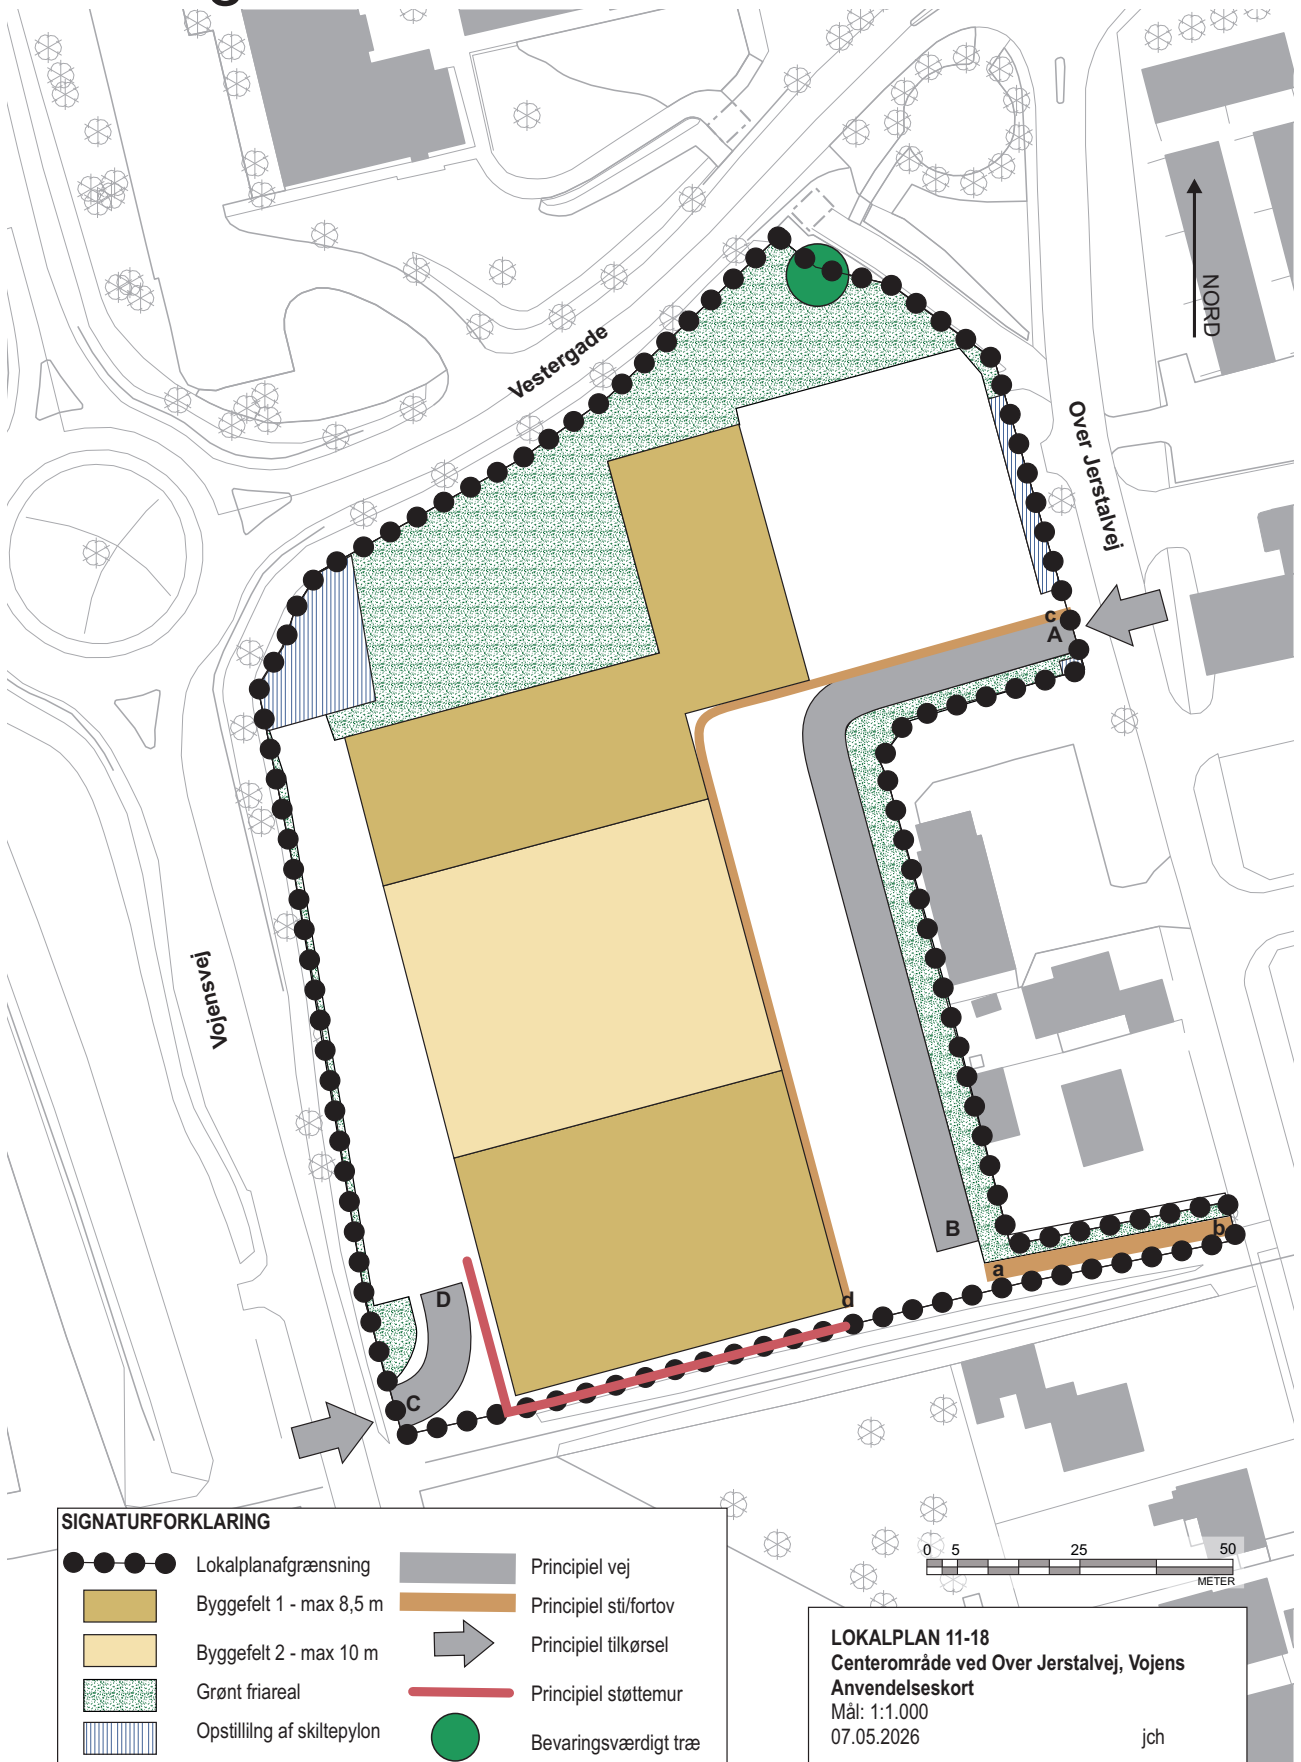 Vestergade
NORD
Over Jerstalvej
c
A
Vojensvej
B
b
a
D
d
C
SIGNATURFORKLARING
Lokalplanafgrænsning
Byggefelt 1 - max 8,5 m
Byggefelt 2 - max 10 m
Grønt friareal
Opstillilng af skiltepylon
Principiel vej
Principiel sti/fortov
Principiel tilkørsel
Principiel støttemur
Bevaringsværdigt træ
0 5 25 50
METER
LOKALPLAN 11-18
Centerområde ved Over Jerstalvej, Vojens
Anvendelseskort
Mål: 1:1.000
07.05.2026 jch